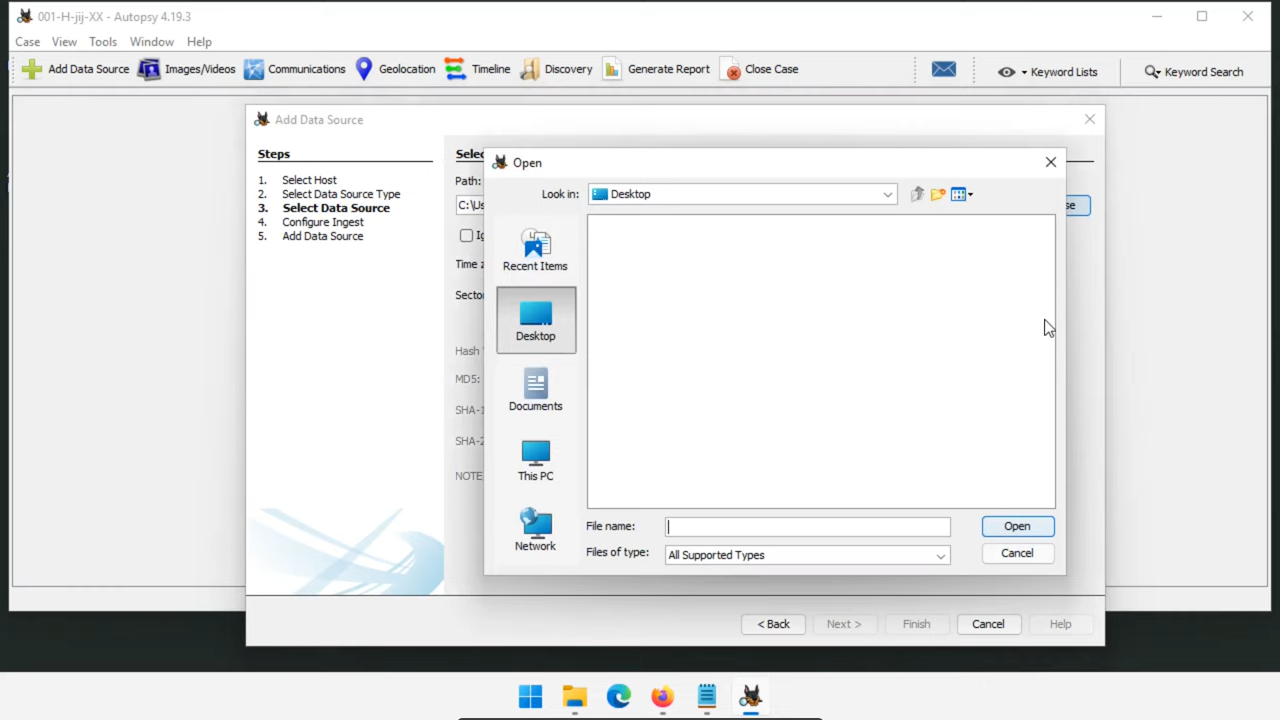 001-H-jij-XX - Autopsy 4.19.3
Case View Tools Window Help
Add Data Source Images/Videos Communications Geolocation Timeline Discovery Generate Report Close Case Keyword Lists Keyword Search
Add Data Source
Steps
1. Select Host
2. Select Data Source Type
3. Select Data Source
4. Configure Ingest
5. Add Data Source
Selec
Path:
C:\Us
se
Ig
Time z
Secto
Hash
MD5:
SHA-1
SHA-2
NOTE
Open
Look in: Desktop
Recent Items
Desktop
Documents
This PC
Network
File name:
Open
Files of type: All Supported Types
Cancel
< Back Next > Finish Cancel Help